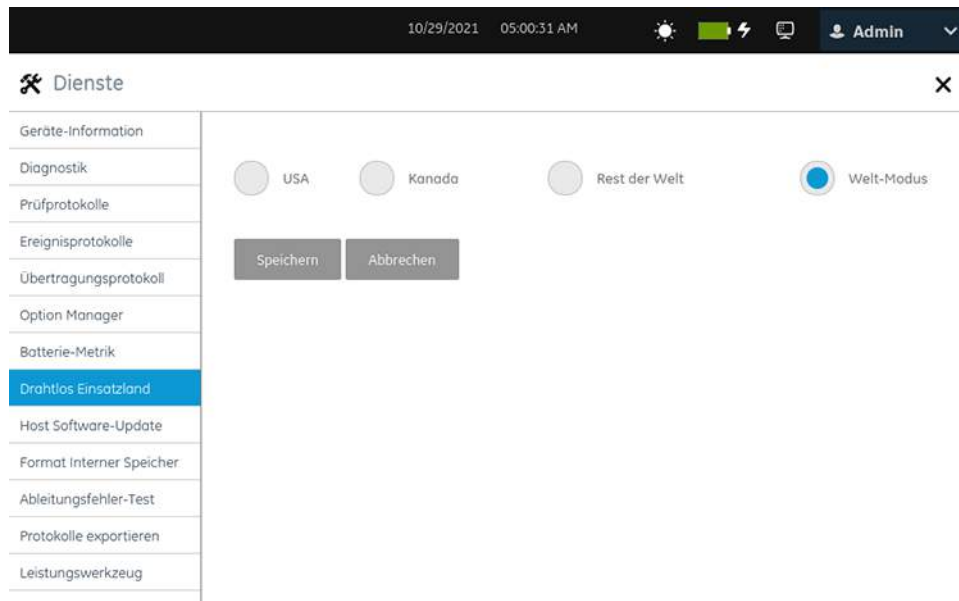 10/29/2021 05:00:31 AM Admin
Dienste
Geräte-Information
Diagnostik
Prüfprotokolle
Ereignisprotokolle
Übertragungsprotokoll
Option Manager
Batterie-Metrik
Drahtlos Einsatzland
Host Software-Update
Format Interner Speicher
Ableitungsfehler-Test
Protokolle exportieren
Leistungswerkzeug
USA Kanada Rest der Welt Welt-Modus
Speichern Abbrechen